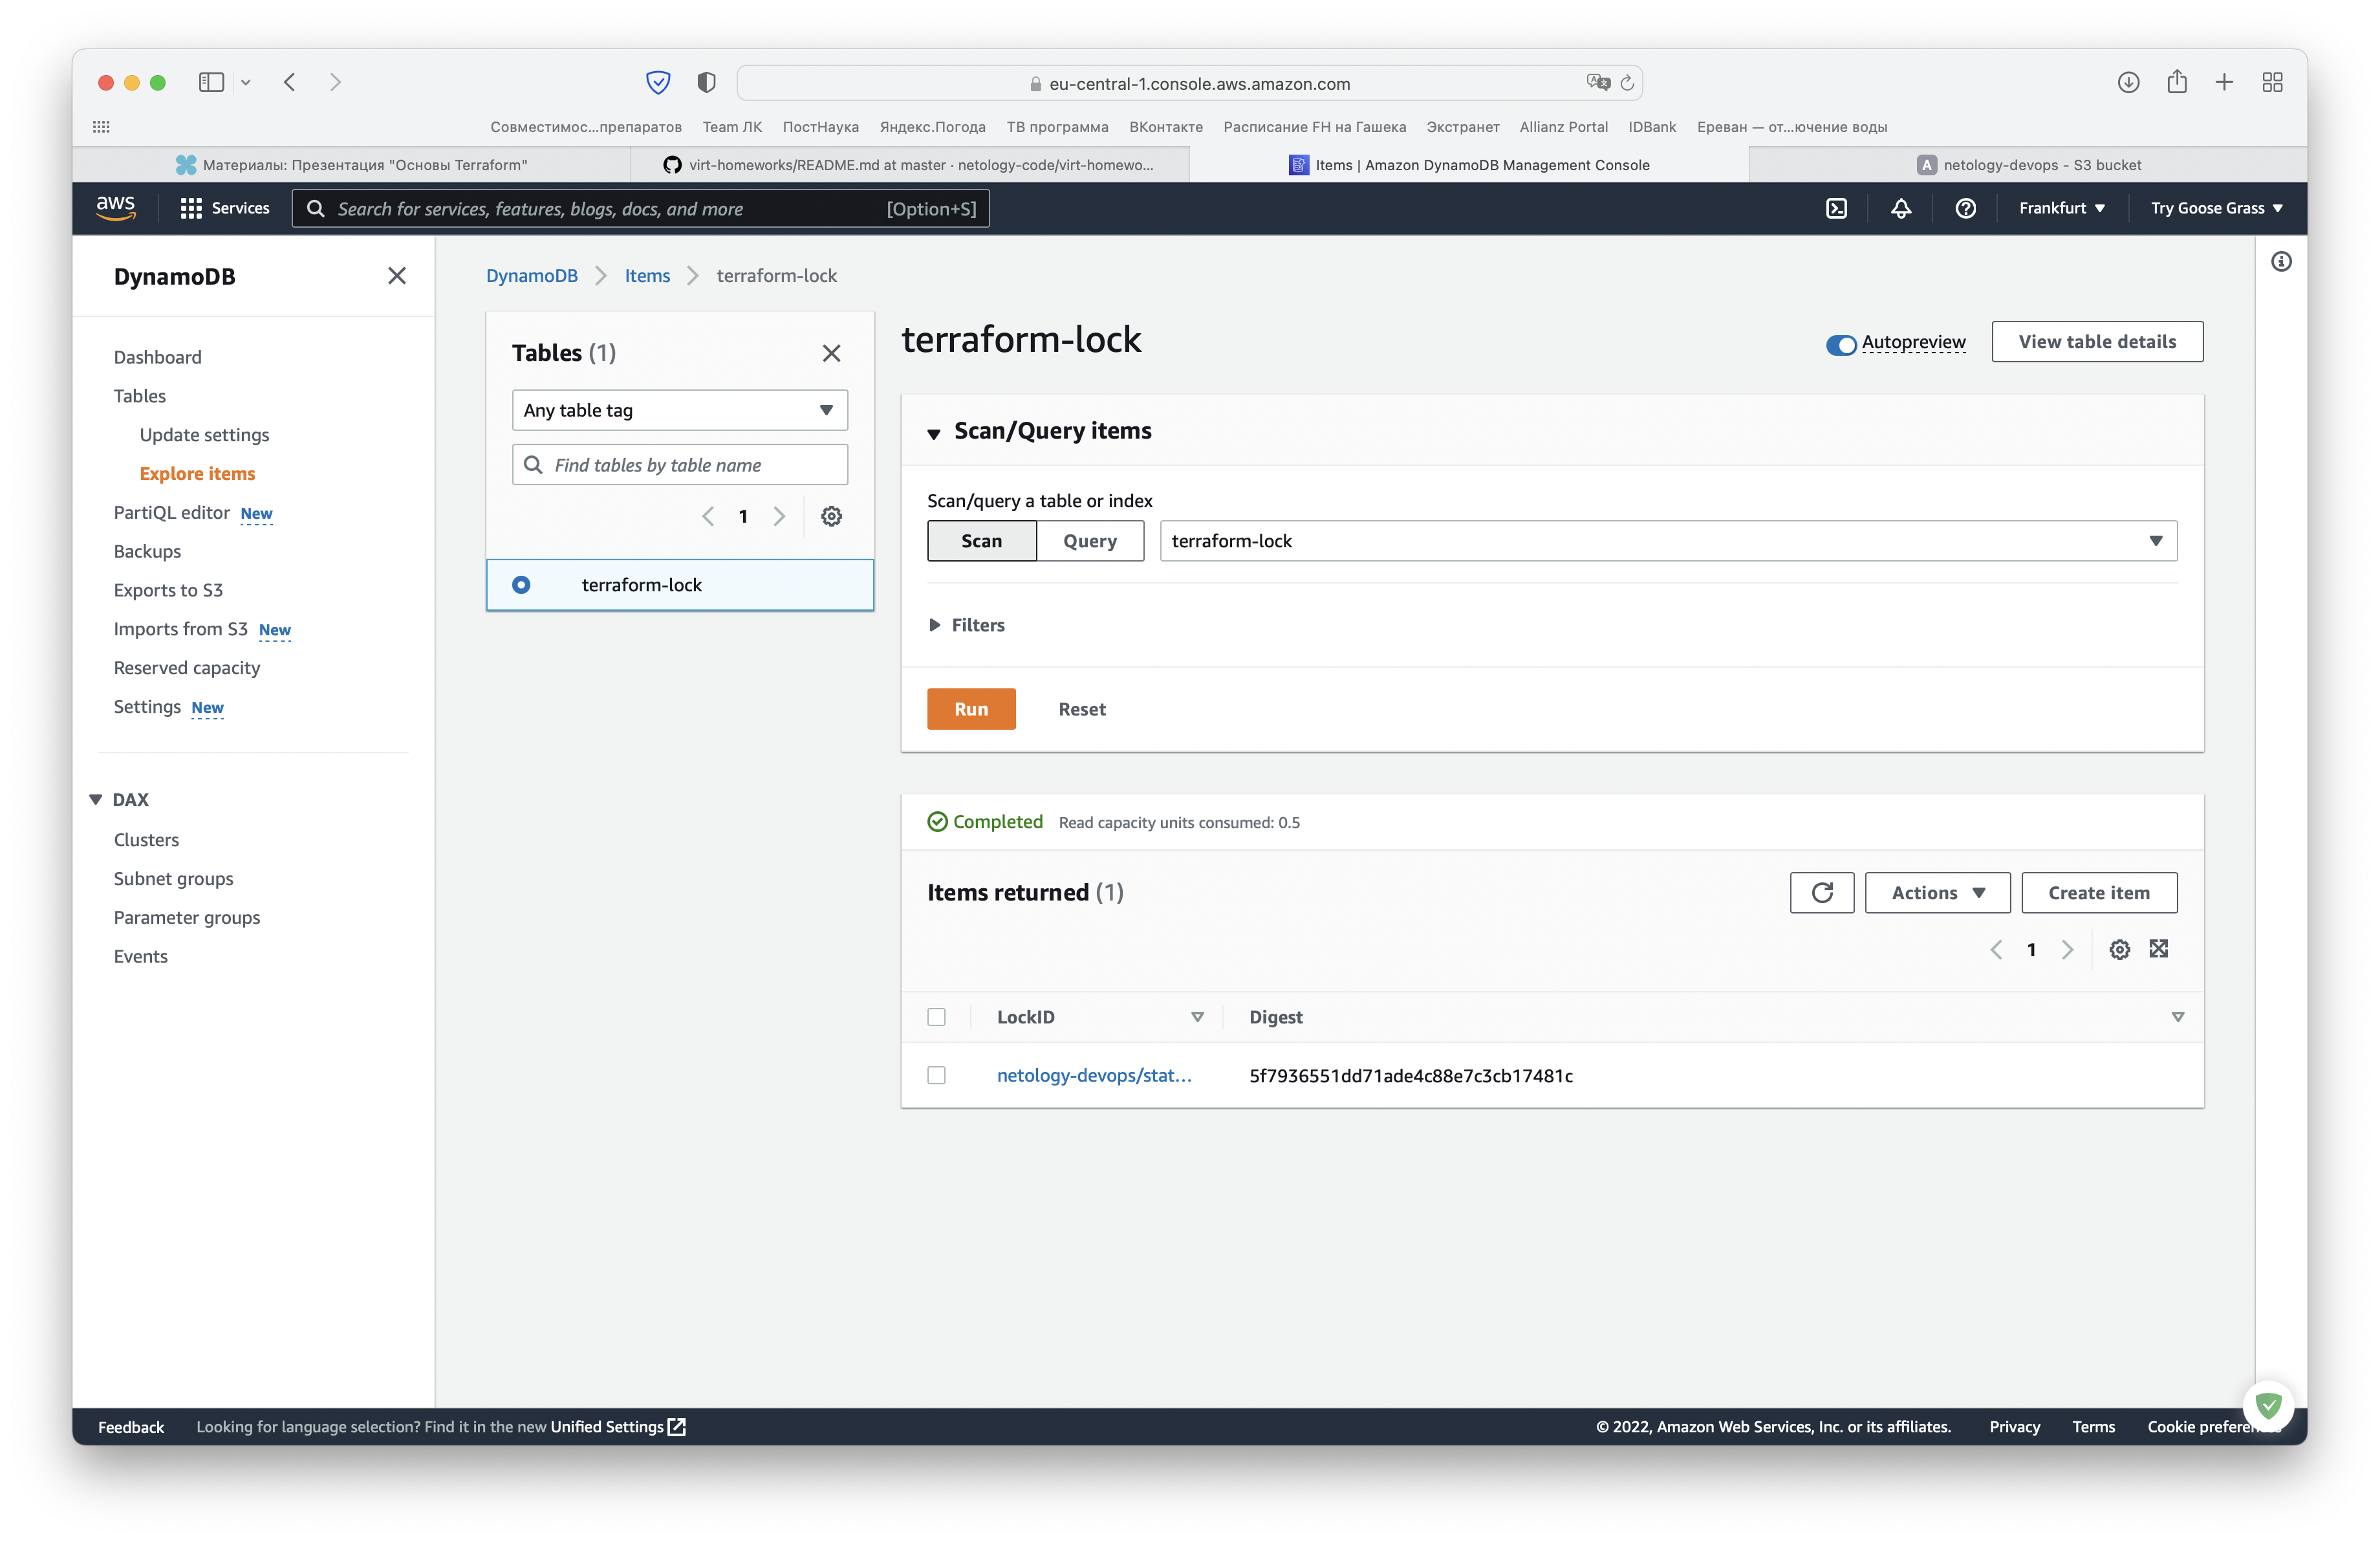 eu-central-1.console.aws.amazon.com
Совместимос...препаратов Team ЛК ПостНаука Яндекс.Погода ТВ программа ВКонтакте Расписание FH на Гашека Экстранет Allianz Portal IDBank Ереван — от...ючение воды
Материалы: Презентация "Основы Terraform" virt-homeworks/README.md at master · netology-code/virt-homewo... Items | Amazon DynamoDB Management Console A netology-devops - S3 bucket
aws Services Search for services, features, blogs, docs, and more [Option+S] Frankfurt Try Goose Grass
DynamoDB
Dashboard
Tables
Update settings
Explore items
PartiQL editor New
Backups
Exports to S3
Imports from S3 New
Reserved capacity
Settings New
DAX
Clusters
Subnet groups
Parameter groups
Events
DynamoDB Items terraform-lock
Tables (1)
Any table tag
Find tables by table name
1
terraform-lock
terraform-lock
Autopreview View table details
Scan/Query items
Scan/query a table or index
Scan Query terraform-lock
Filters
Run Reset
Completed Read capacity units consumed: 0.5
Items returned (1)
Actions Create item
1
LockID Digest
netology-devops/stat... 5f7936551dd71ade4c88e7c3cb17481c
Feedback Looking for language selection? Find it in the new Unified Settings © 2022, Amazon Web Services, Inc. or its affiliates. Privacy Terms Cookie